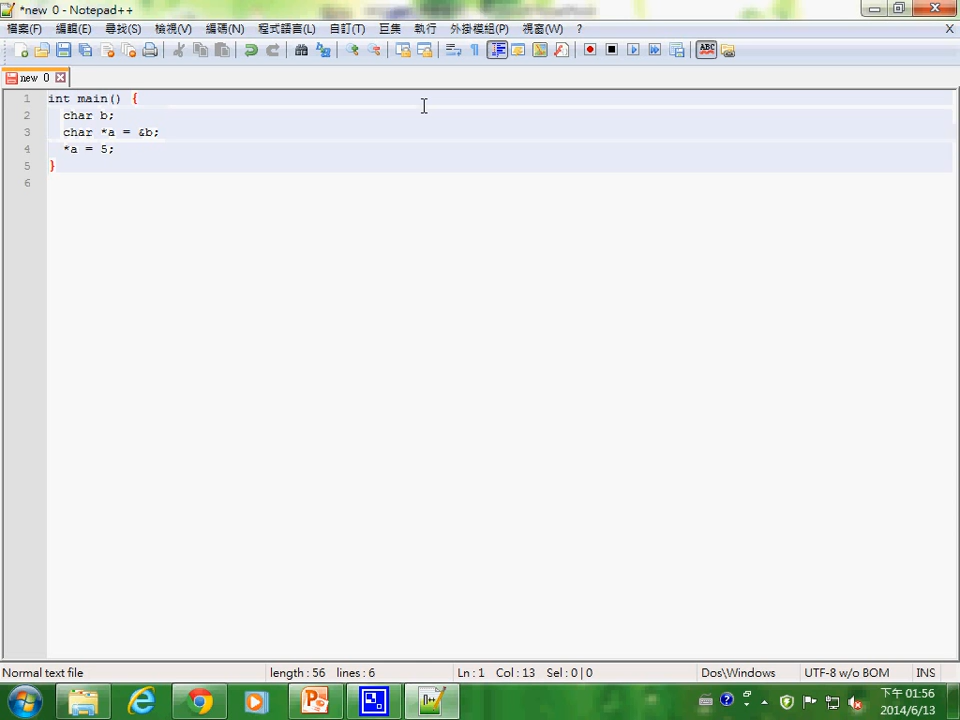 *new 0 - Notepad++
檔案(F) 編輯(E) 尋找(S) 檢視(V) 編碼(N) 程式語言(L) 自訂(T) 巨集 執行 外掛模組(P) 視窗(W) ? X
ABC
new 0
1 int main() {
2 char b;
3 char *a = &b;
4 *a = 5;
5 }
6
Normal text file length : 56 lines : 6 Ln : 1 Col : 13 Sel : 0 | 0 Dos\Windows UTF-8 w/o BOM INS
下午 01:56
2014/6/13